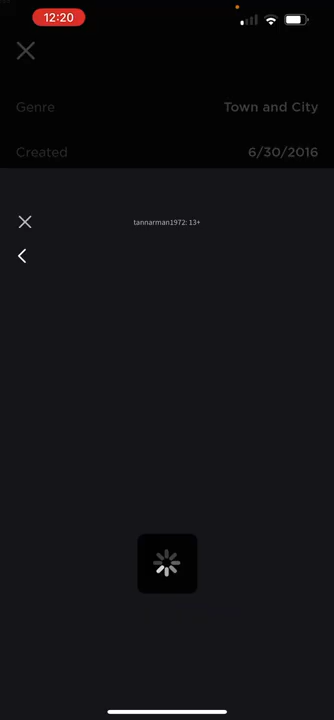 12:20
Genre Town and City
Created 6/30/2016
tannarman1972: 13+